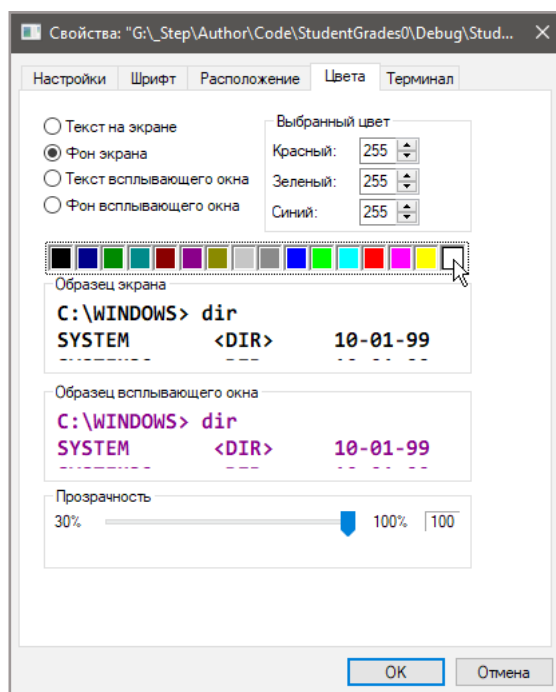 Свойства: "G:\_Step\Author\Code\StudentGrades0\Debug\Stud...
Настройки Шрифт Расположение Цвета Терминал
Текст на экране
Фон экрана
Текст всплывающего окна
Фон всплывающего окна
Выбранный цвет
Красный: 255
Зеленый: 255
Синий: 255
Образец экрана
C:\WINDOWS> dir
SYSTEM <DIR> 10-01-99
Образец всплывающего окна
C:\WINDOWS> dir
SYSTEM <DIR> 10-01-99
Прозрачность
30% 100% 100
OK Отмена